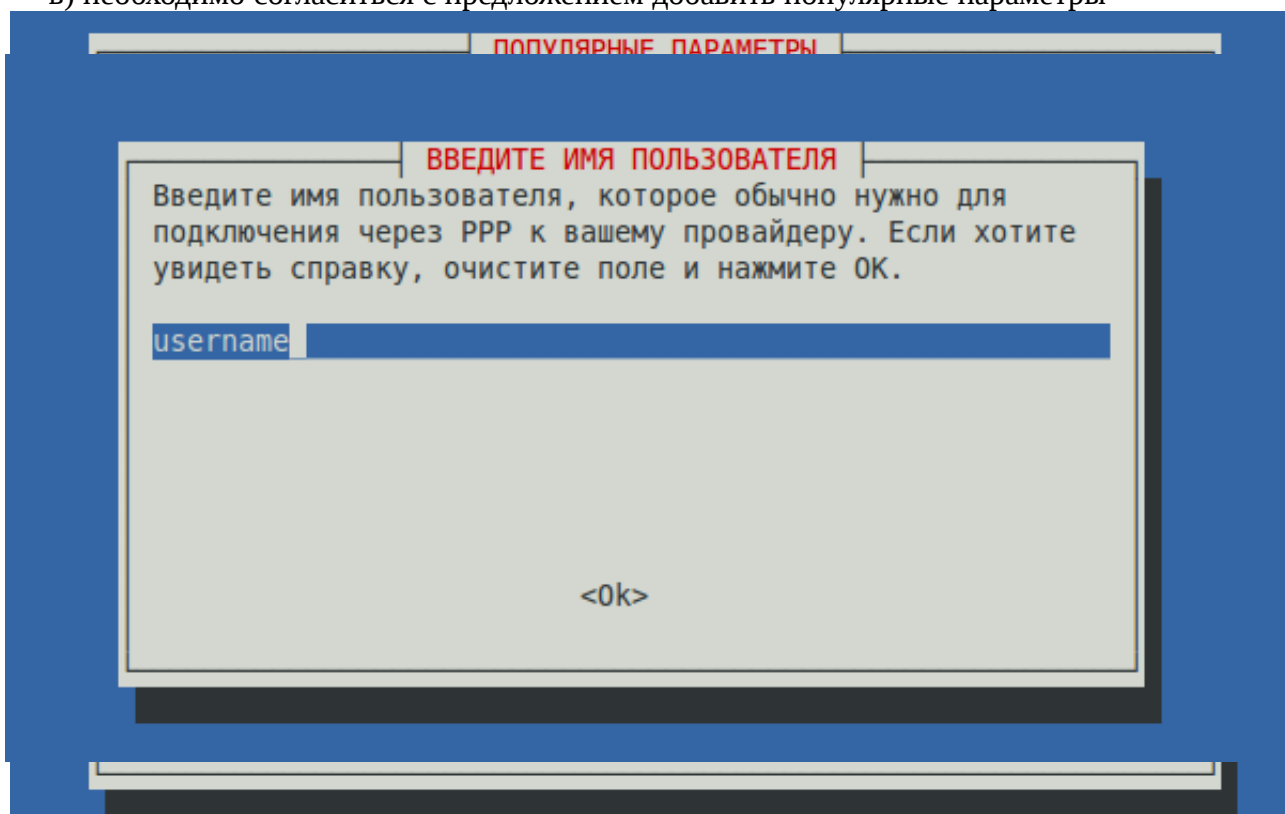 в) необходимо согласиться с предложением добавить популярные параметры
ПОПУЛЯРНЫЕ ПАРАМЕТРЫ
ВВЕДИТЕ ИМЯ ПОЛЬЗОВАТЕЛЯ
Введите имя пользователя, которое обычно нужно для
подключения через PPP к вашему провайдеру. Если хотите
увидеть справку, очистите поле и нажмите OK.
username
<Ok>